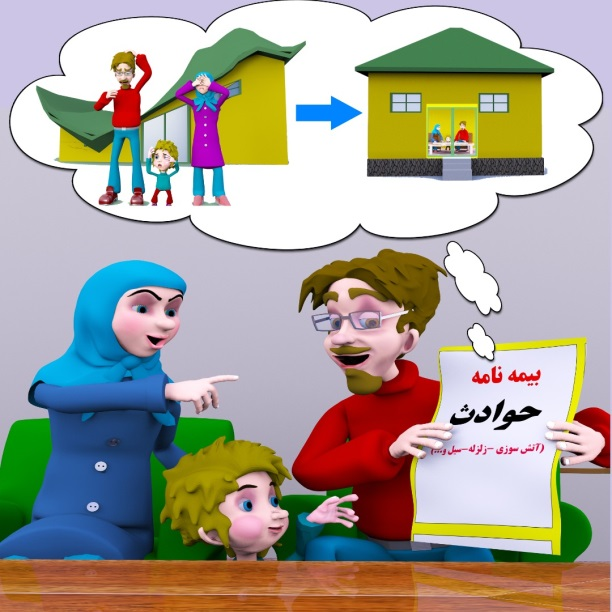 بیمه نامه
حوادث
(آتش سوزی -زلزله-سیل و...)